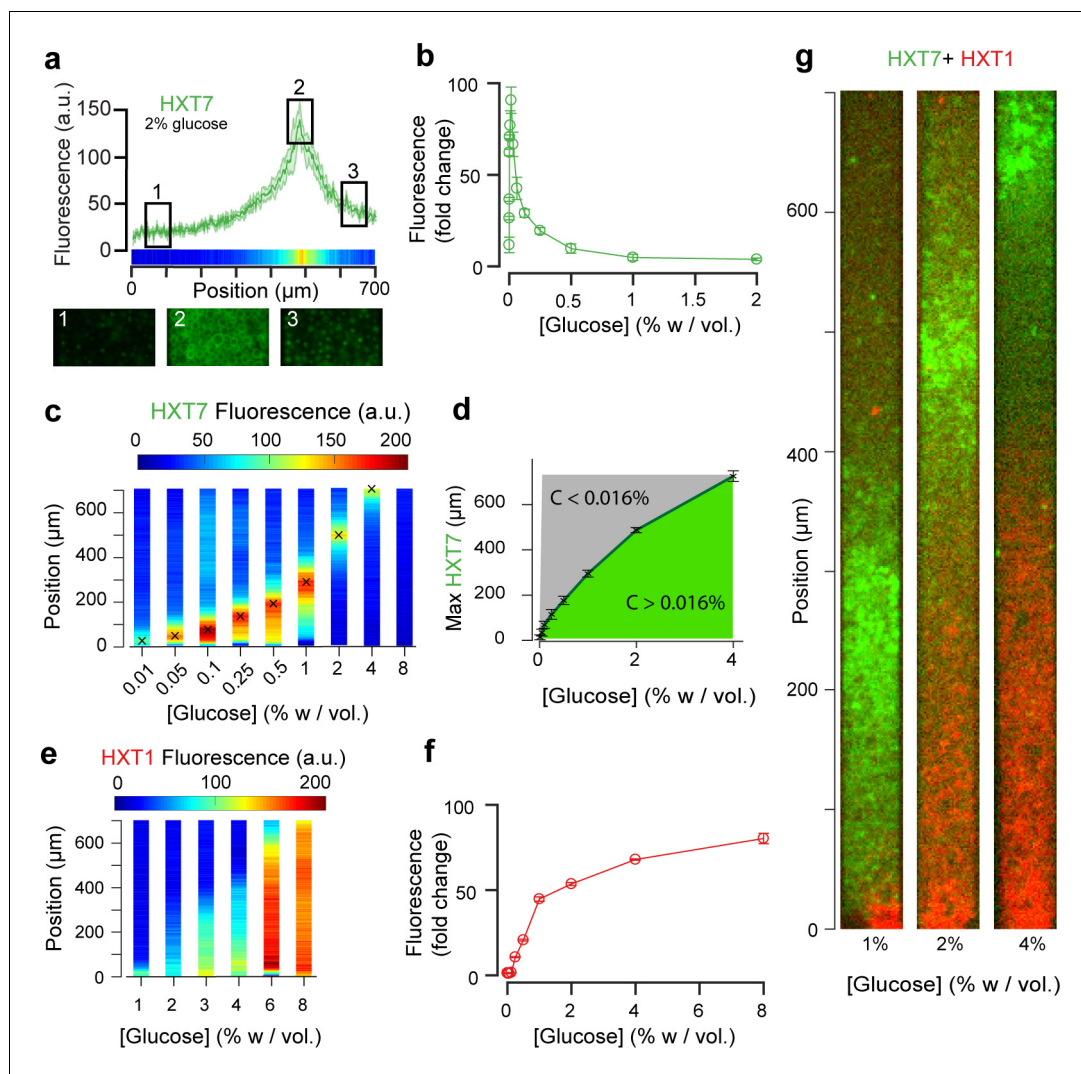 a
HXT7
2% glucose
Fluorescence (a.u.)
150
100
50
0
1
2
3
Position (µm)
0
700
1
2
3
b
Fluorescence
(fold change)
100
50
0
0
0.5
1
1.5
2
[Glucose] (% w / vol.)
c
HXT7 Fluorescence (a.u.)
0 50 100 150 200
Position (µm)
600
400
200
0
0.01 0.05 0.1 0.25 0.5 1 2 4 8
[Glucose] (% w / vol.)
d
Max HXT7 (µm)
600
400
200
0
C < 0.016%
C > 0.016%
0 2 4
[Glucose] (% w / vol.)
e
HXT1 Fluorescence (a.u.)
0 100 200
Position (µm)
600
400
200
0
1 2 3 4 6 8
[Glucose] (% w / vol.)
f
Fluorescence
(fold change)
100
50
0
0 2 4 6 8
[Glucose] (% w / vol.)
g
HXT7+ HXT1
Position (µm)
600
400
200
0
1% 2% 4%
[Glucose] (% w / vol.)